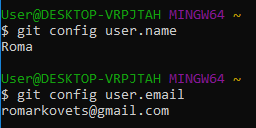 User@DESKTOP-VRPJTAH MINGW64 ~
$ git config user.name
Roma
User@DESKTOP-VRPJTAH MINGW64 ~
$ git config user.email
romarkovets@gmail.com